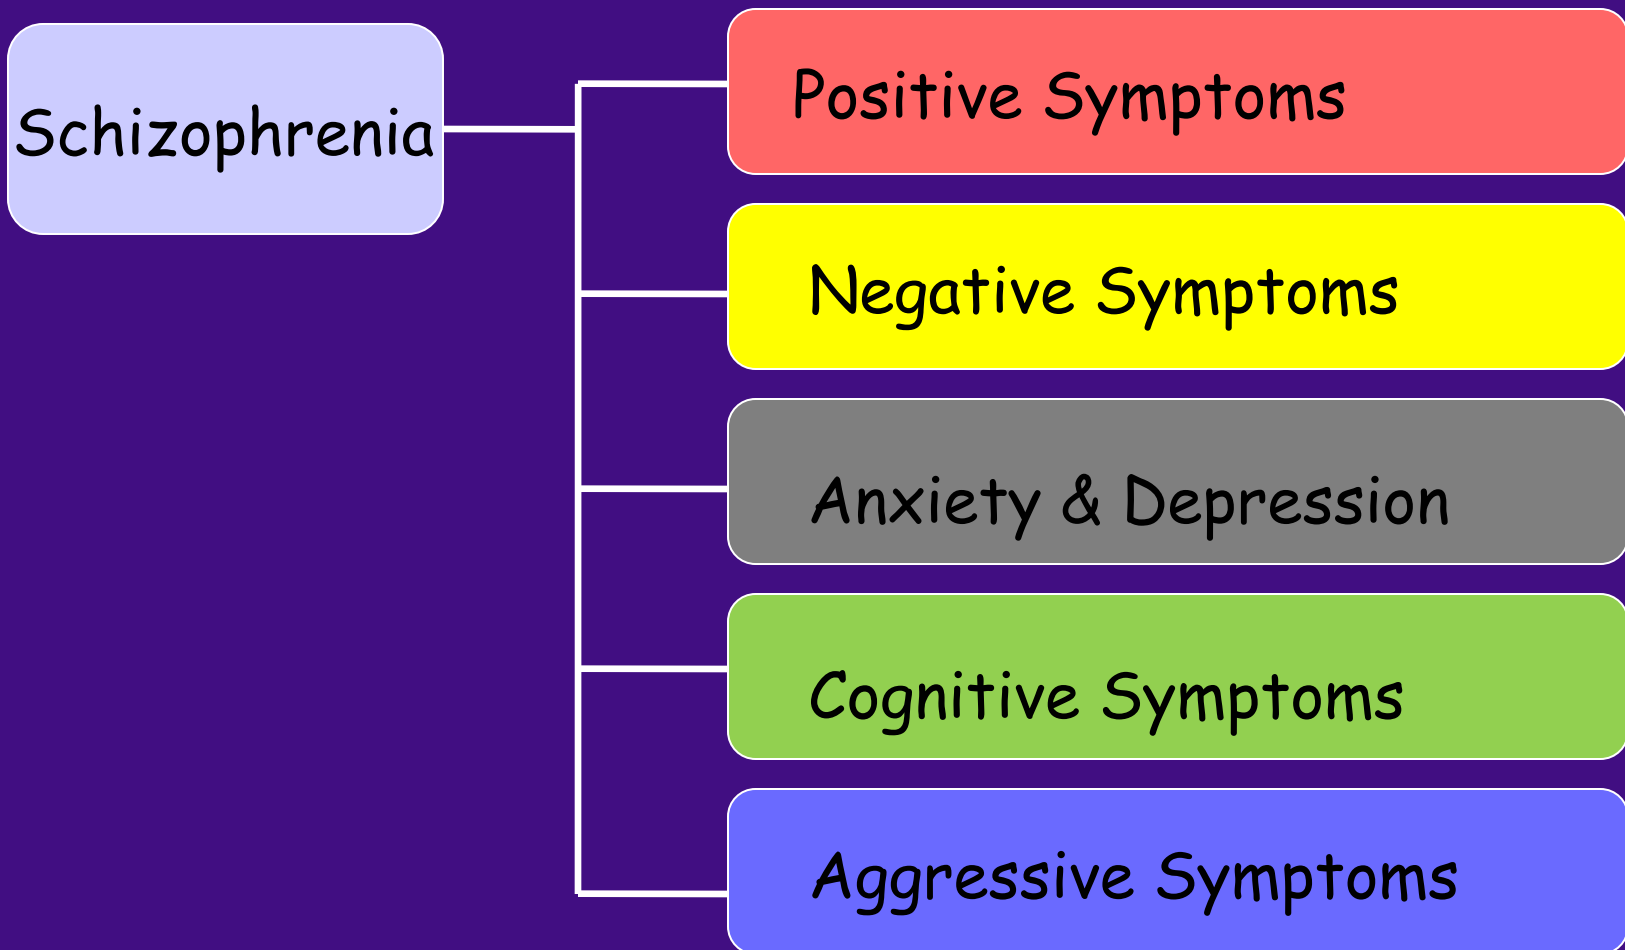 Schizophrenia
Positive Symptoms
Negative Symptoms
Anxiety & Depression
Cognitive Symptoms
Aggressive Symptoms